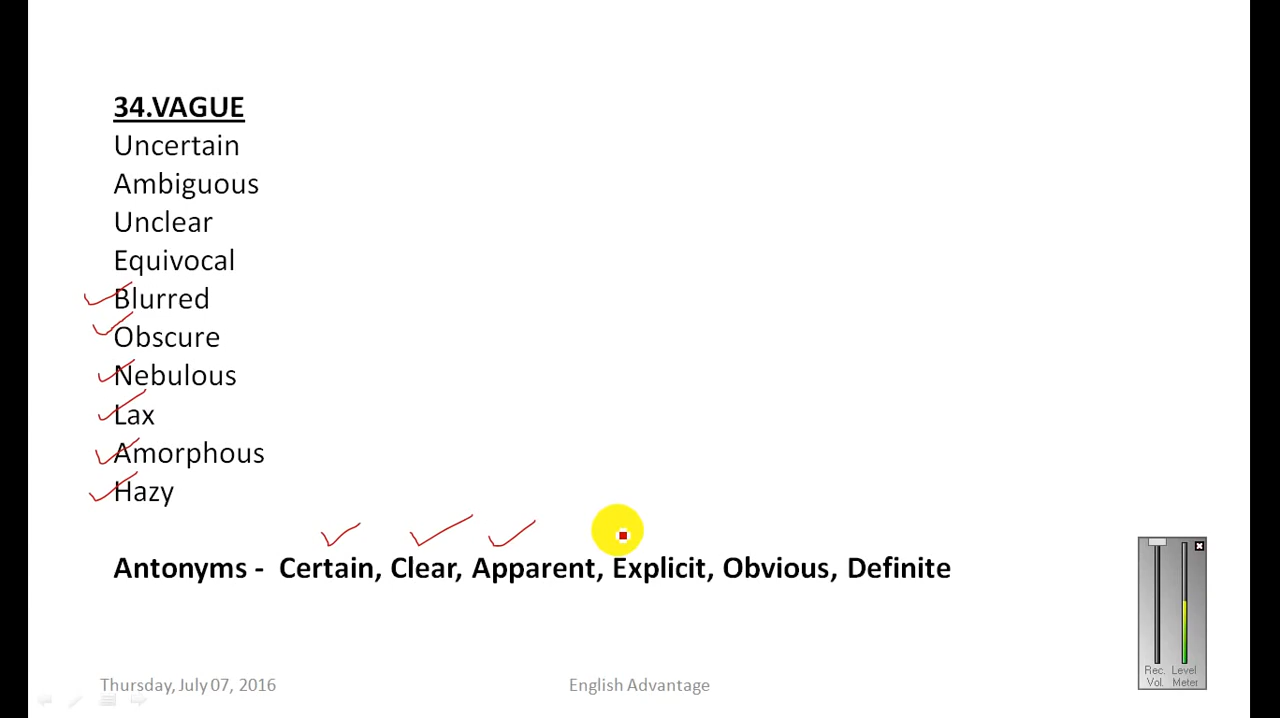 34.VAGUE
Uncertain
Ambiguous
Unclear
Equivocal
Blurred
Obscure
Nebulous
Lax
Amorphous
Hazy
Antonyms - Certain, Clear, Apparent, Explicit, Obvious, Definite
Rec. Level
Vol. Meter
Thursday, July 07, 2016 English Advantage